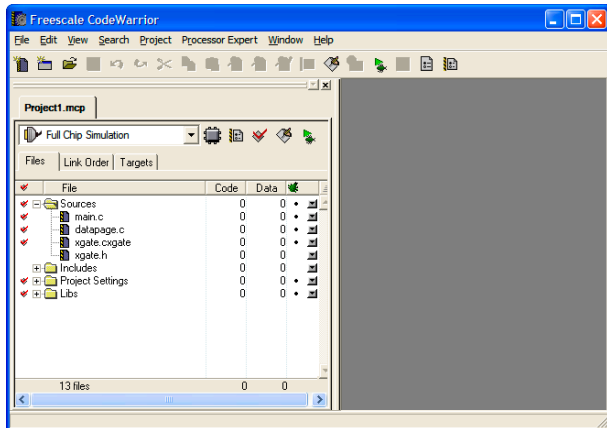 Freescale CodeWarrior
File Edit View Search Project Processor Expert Window Help
Project1.mcp
Full Chip Simulation
Files Link Order Targets
File Code Data
Sources 0 0
main.c 0 0
datapage.c 0 0
xgate.cxgate 0 0
xgate.h 0 0
Includes 0 0
Project Settings 0 0
Libs 0 0
13 files 0 0